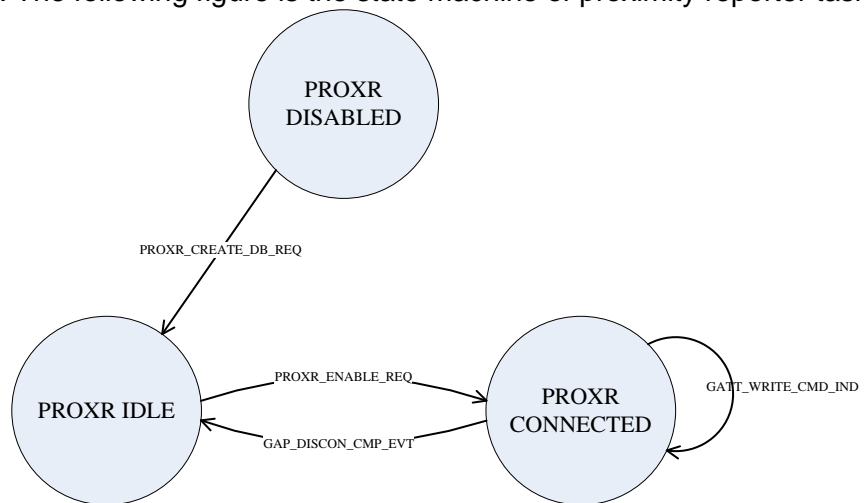 . The following figure is the state machine of proximity reporter tas
PROXR
DISABLED
PROXR_CREATE_DB_REQ
PROXR_ENABLE_REQ
PROXR IDLE
PROXR
CONNECTED
GATT_WRITE_CMD_IND
GAP_DISCON_CMP_EVT